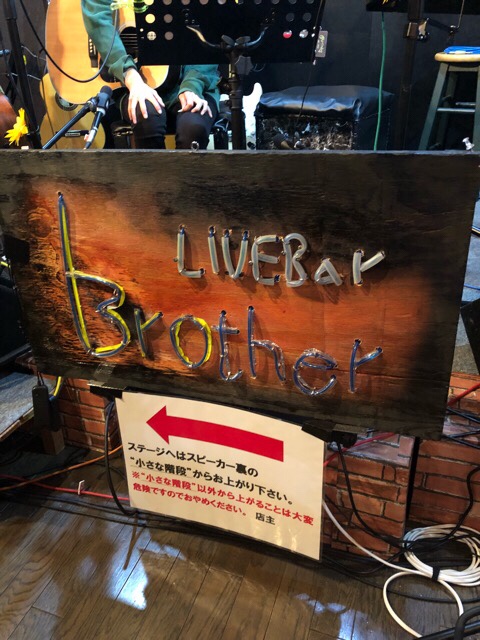 LIVEBar
Brother
ステージへはスピーカー裏の
“小さな階段”からお上がり下さい。
※“小さな階段”以外から上がることは大変
危険ですのでおやめください。 店主